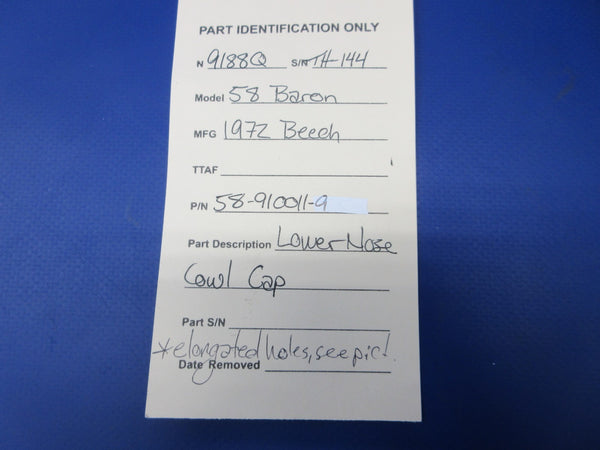 PART IDENTIFICATION ONLY
N 9188Q S/N TH-144
Model 58 Baron
MFG 1972 Beech
TTAF
P/N 58-910011-9
Part Description Lower Nose
Cowl Cap
Part S/N
*elongated holes, see pic!
Date Removed